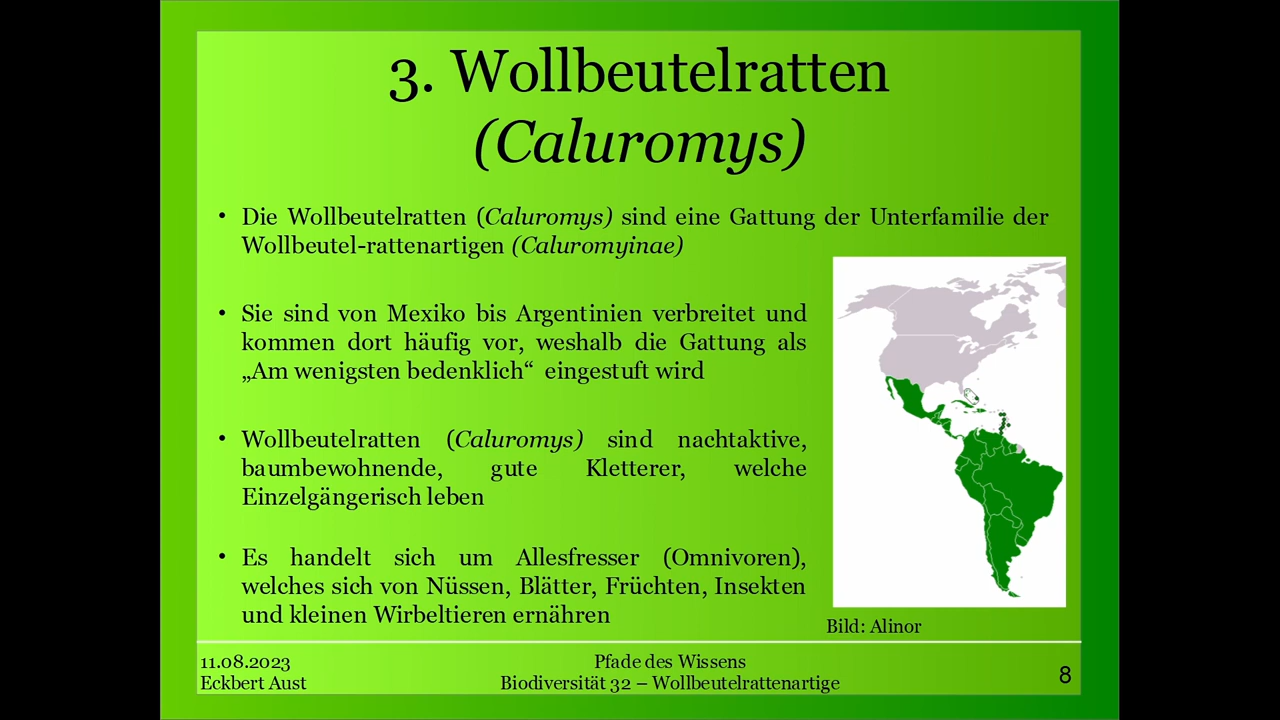 3. Wollbeutelratten
(Caluromys)
• Die Wollbeutelratten (Caluromys) sind eine Gattung der Unterfamilie der
Wollbeutel-rattenartigen (Caluromyinae)
• Sie sind von Mexiko bis Argentinien verbreitet und
kommen dort häufig vor, weshalb die Gattung als
„Am wenigsten bedenklich“ eingestuft wird
• Wollbeutelratten (Caluromys) sind nachtaktive,
baumbewohnende, gute Kletterer, welche
Einzelgängerisch leben
• Es handelt sich um Allesfresser (Omnivoren),
welches sich von Nüssen, Blätter, Früchten, Insekten
und kleinen Wirbeltieren ernähren
Bild: Alinor
11.08.2023
Eckbert Aust
Pfade des Wissens
Biodiversität 32 – Wollbeutelrattenartige
8